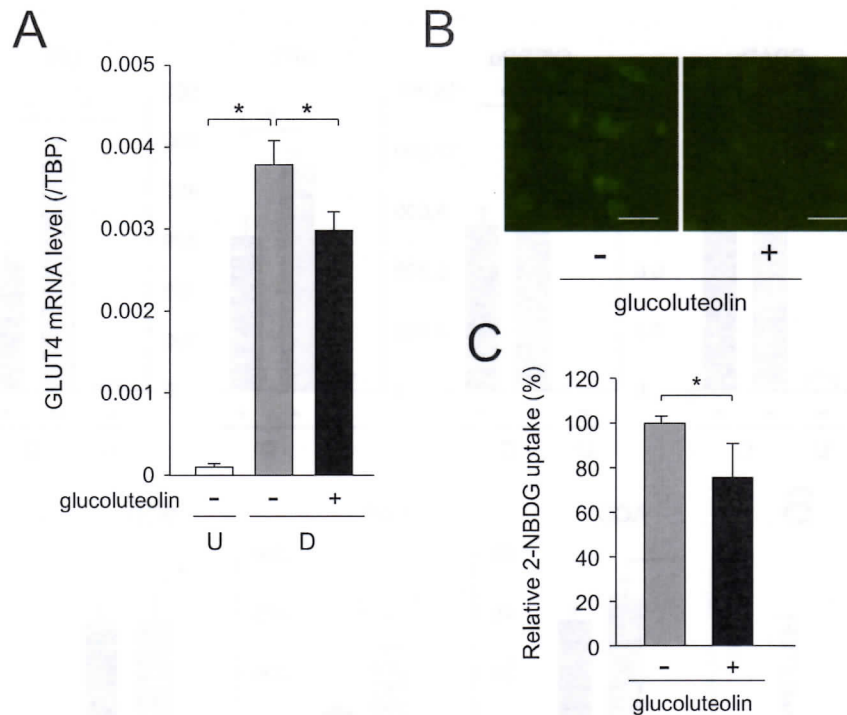 A
GLUT4 mRNA level (/TBP)
0.005
0.004
0.003
0.002
0.001
0
* *
glucoluteolin - - +
U D
B
- +
glucoluteolin
C
Relative 2-NBDG uptake (%)
120
100
80
60
40
20
0
*
- +
glucoluteolin